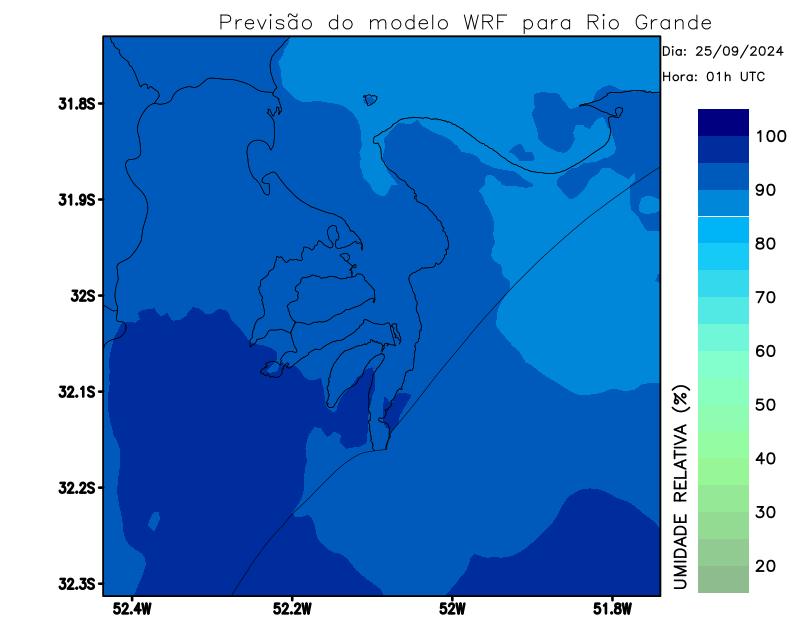 Previsão do modelo WRF para Rio Grande
Dia: 25/09/2024
Hora: 01h UTC
31.8S
31.9S
32S
32.1S
32.2S
32.3S
52.4W
52.2W
52W
51.8W
100
90
80
70
60
50
40
30
20
UMIDADE RELATIVA (%)